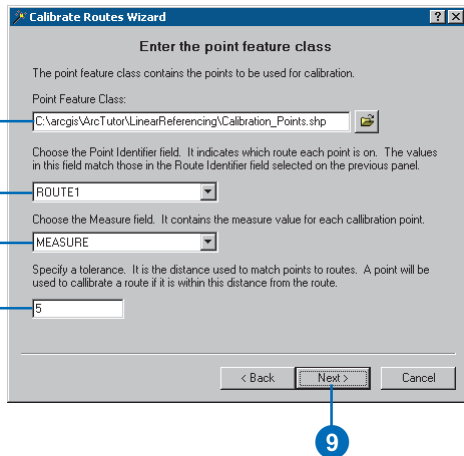 Calibrate Routes Wizard
Enter the point feature class
The point feature class contains the points to be used for calibration.
Point Feature Class:
C:\arcgis\ArcTutor\LinearReferencing\Calibration_Points.shp
Choose the Point Identifier field. It indicates which route each point is on. The values
in this field match those in the Route Identifier field selected on the previous panel.
ROUTE1
Choose the Measure field. It contains the measure value for each callibration point.
MEASURE
Specify a tolerance. It is the distance used to match points to routes. A point will be
used to callibrate a route if it is within this distance from the route.
5
< Back
Next >
Cancel
9